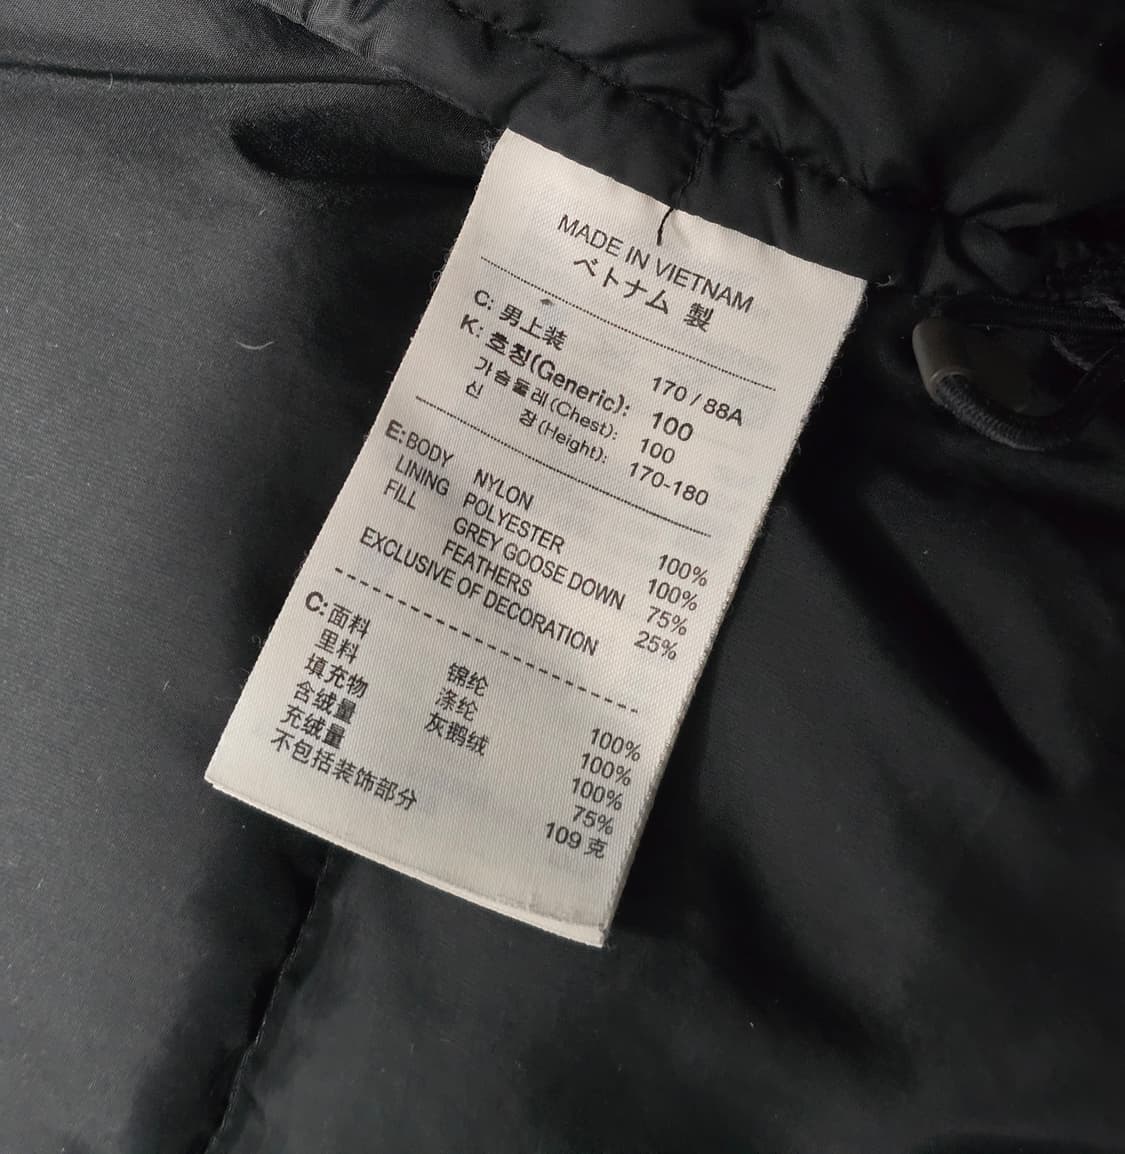 MADE IN VIETNAM
ベトナム 製
C: 男上装 170 / 88A
K: 호칭(Generic): 100
가슴둘레(Chest): 100
신 장(Height): 170-180
E: BODY NYLON 100%
LINING POLYESTER 100%
FILL GREY GOOSE DOWN 75%
FEATHERS 25%
EXCLUSIVE OF DECORATION
C: 面料 锦纶 100%
里料 涤纶 100%
填充物 灰鹅绒 100%
含绒量 75%
充绒量 109 克
不包括装饰部分